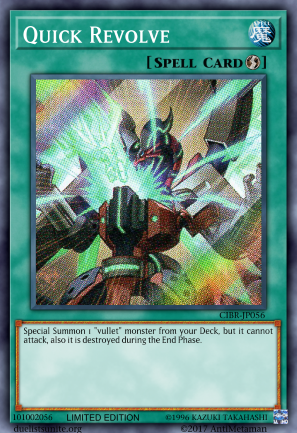 Quick Revolve
[Spell Card]
CIBR-JP056
Special Summon 1 "vullet" monster from your Deck, but it cannot
attack, also it is destroyed during the End Phase.
101002056 LIMITED EDITION ©1996 KAZUKI TAKAHASHI
duelistsunite.org ©2017 AntiMetaman